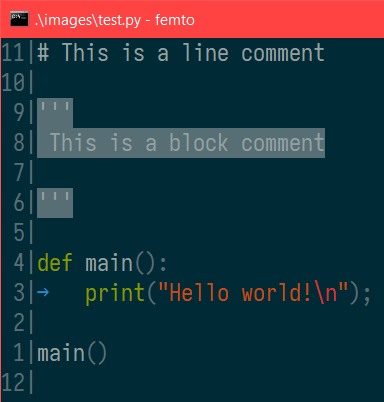 .\images\test.py - femto
11|# This is a line comment
10|
9|'''
8| This is a block comment
7|
6|'''
5|
4|def main():
3|→   print("Hello world!\n");
2|
1|main()
12|